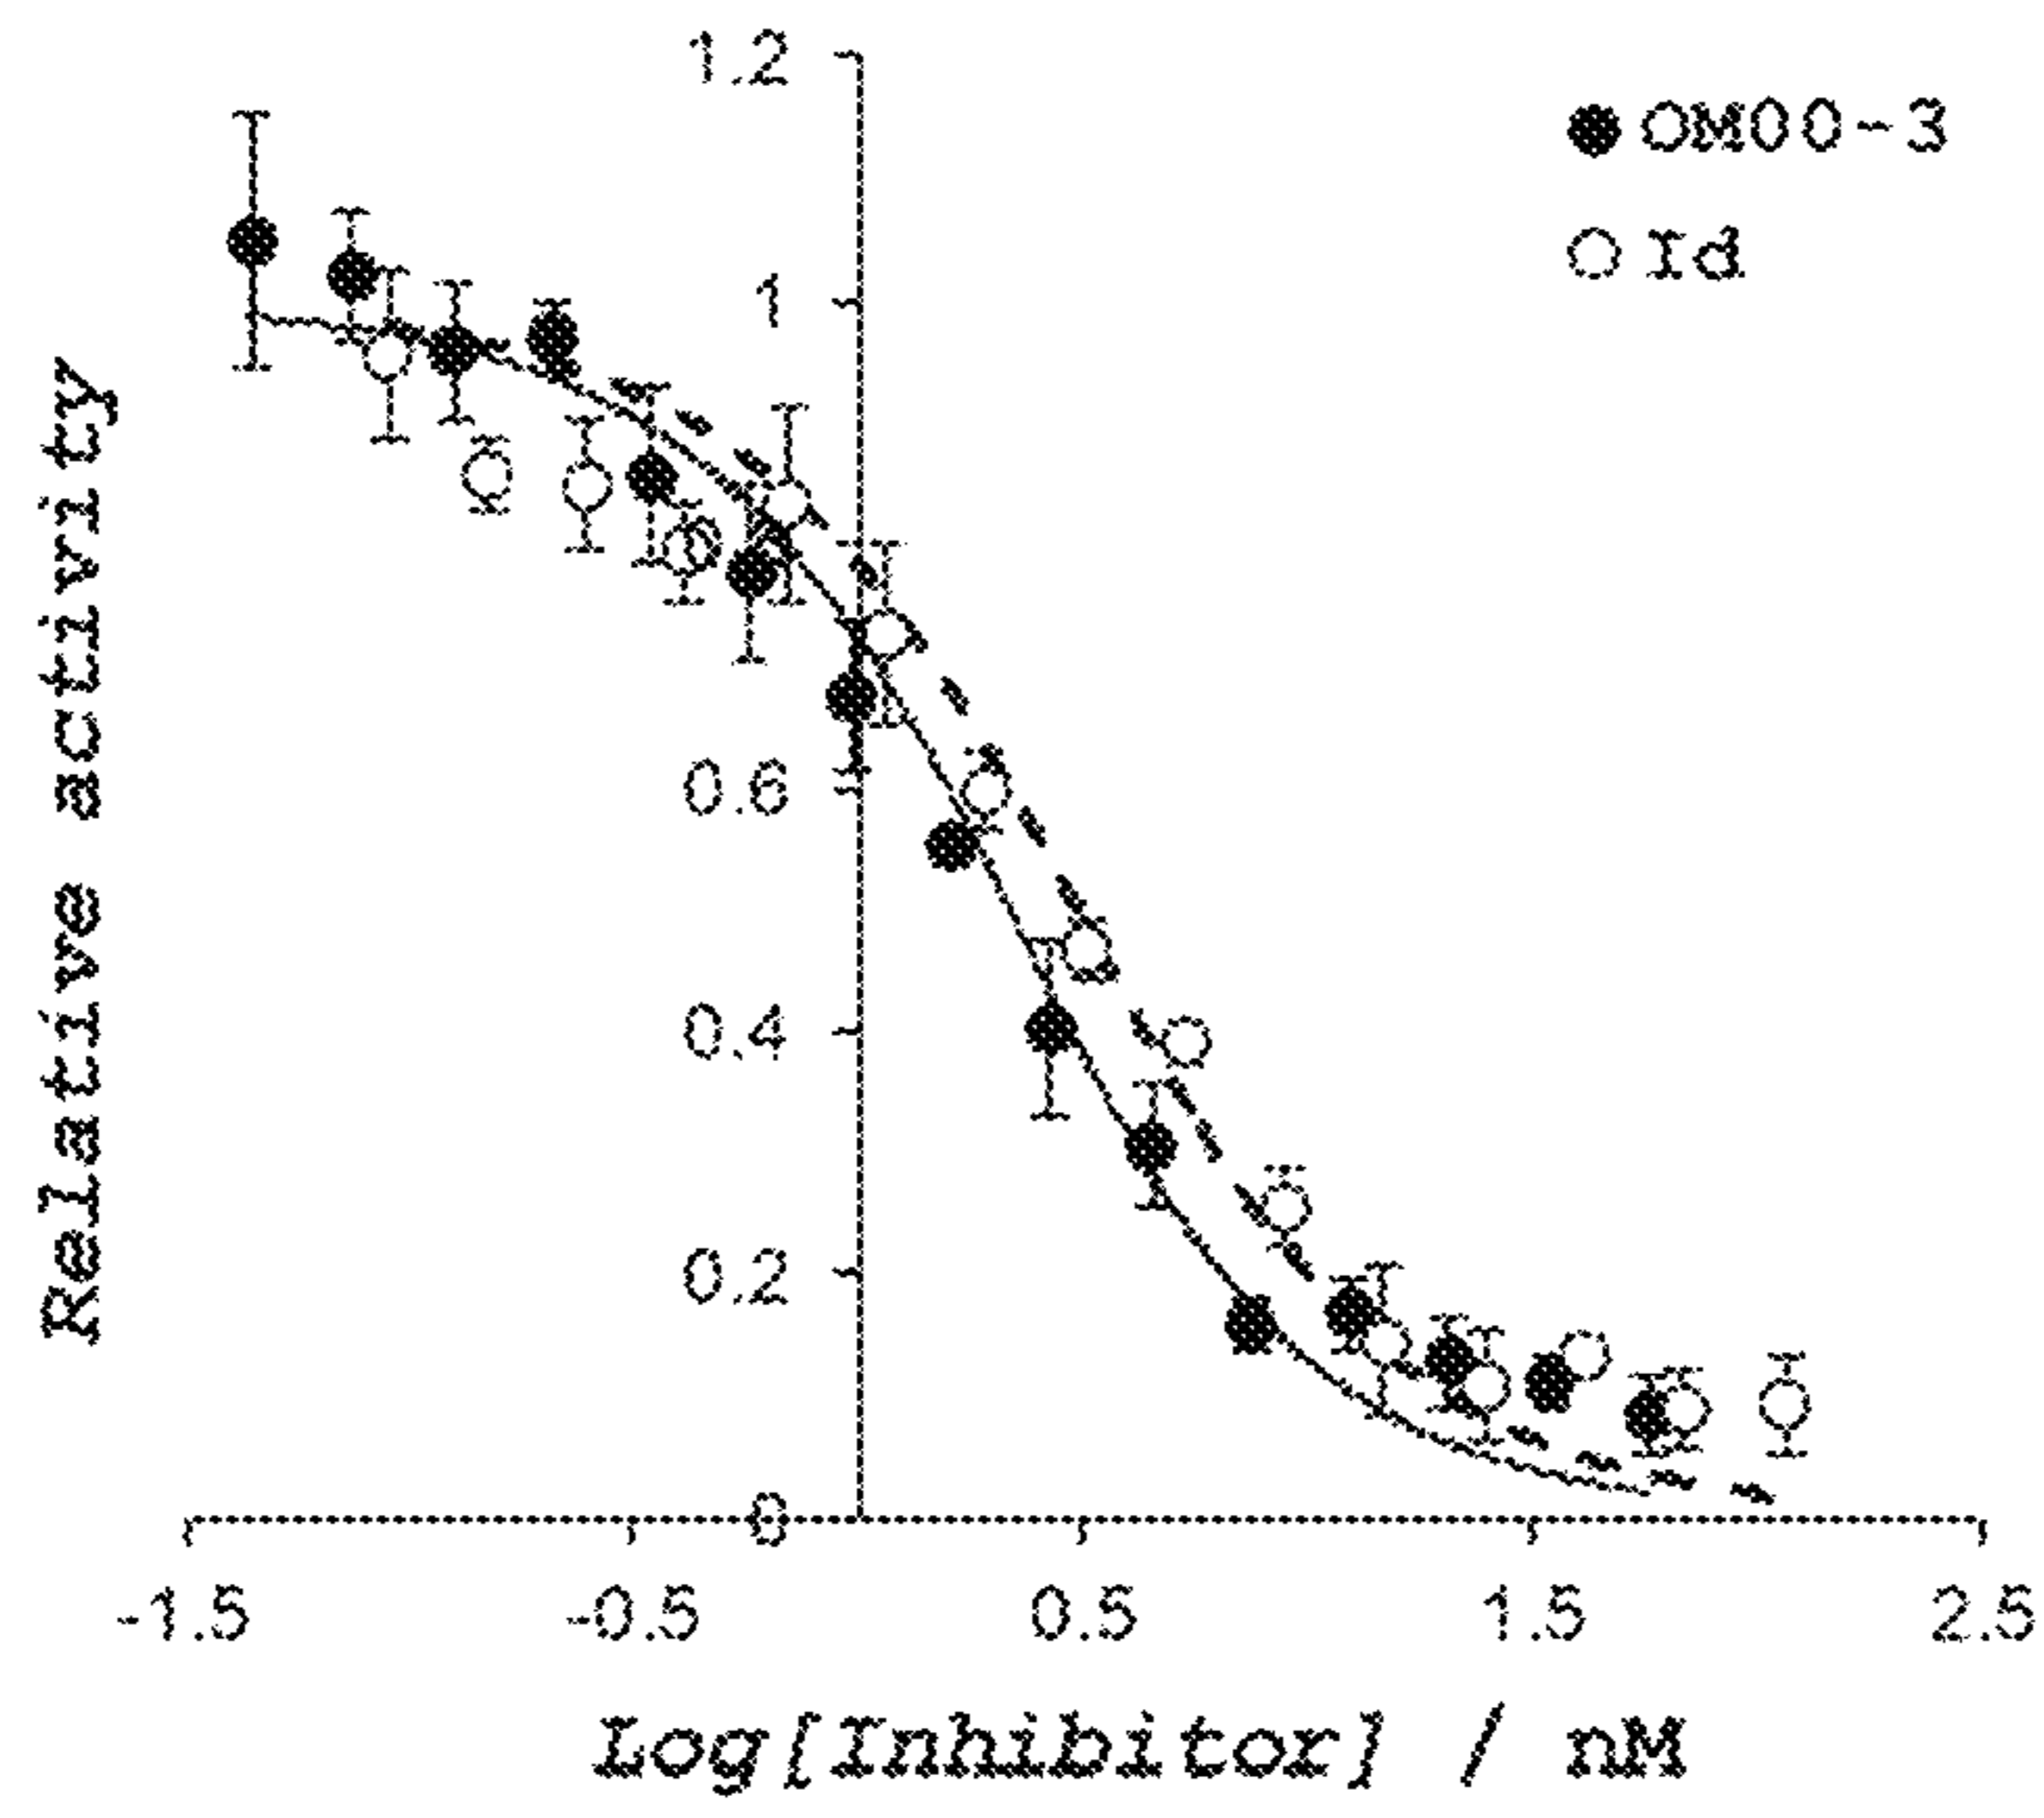 1.2
● OM00-3
1
○ Id
Relative activity
0.6
0.4
0.2
0
-1.5 -0.5 0.5 1.5 2.5
Log[Inhibitor] / nM